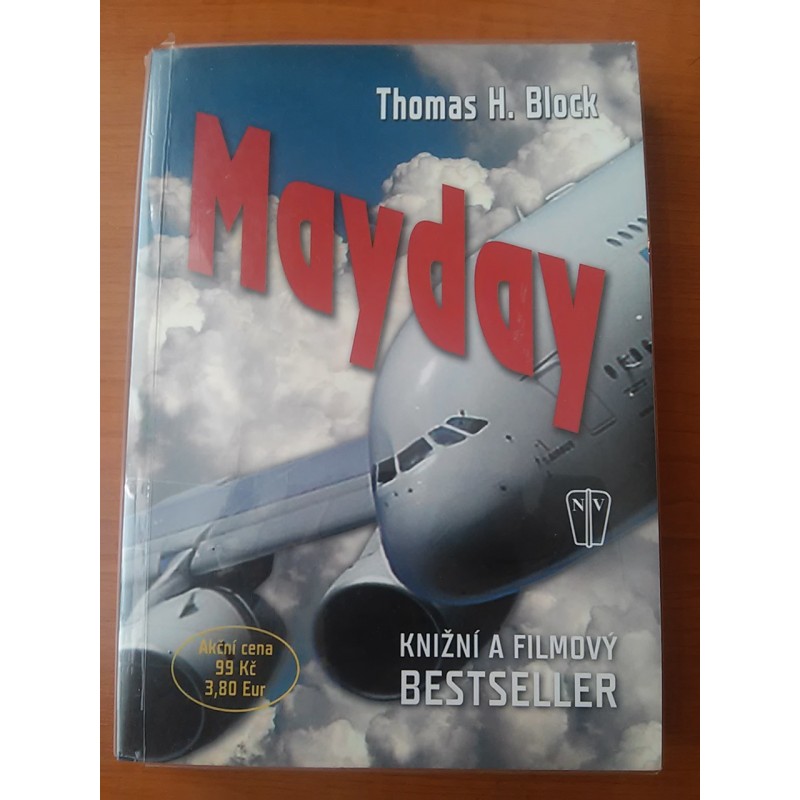 Thomas H. Block
Mayday
N V
KNIŽNÍ A FILMOVÝ
BESTSELLER
Akční cena
99 Kč
3,80 Eur